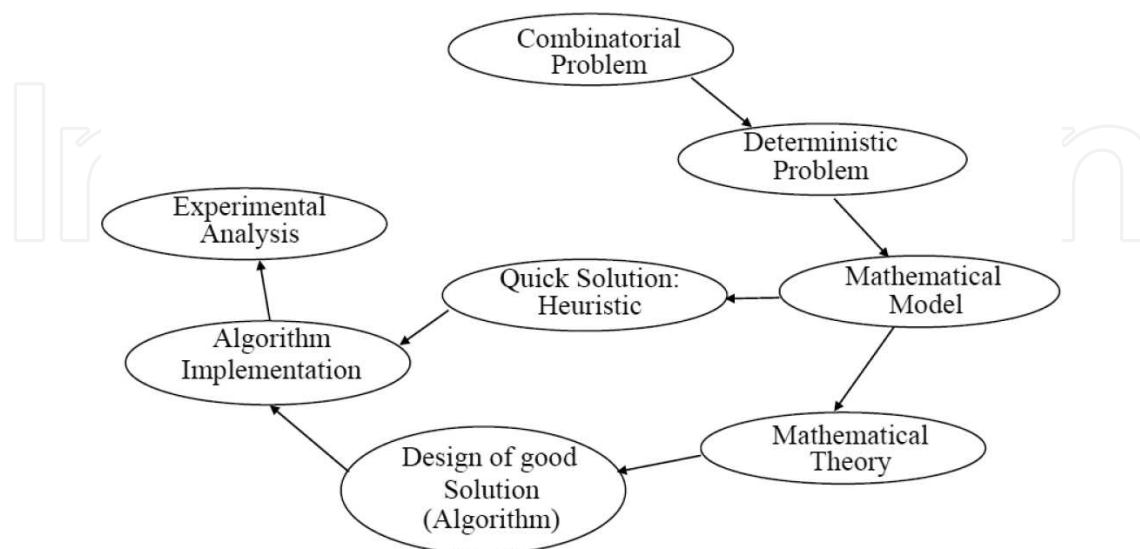 Combinatorial
Problem
Deterministic
Problem
Experimental
Analysis
Quick Solution:
Heuristic
Mathematical
Model
Algorithm
Implementation
Mathematical
Theory
Design of good
Solution
(Algorithm)